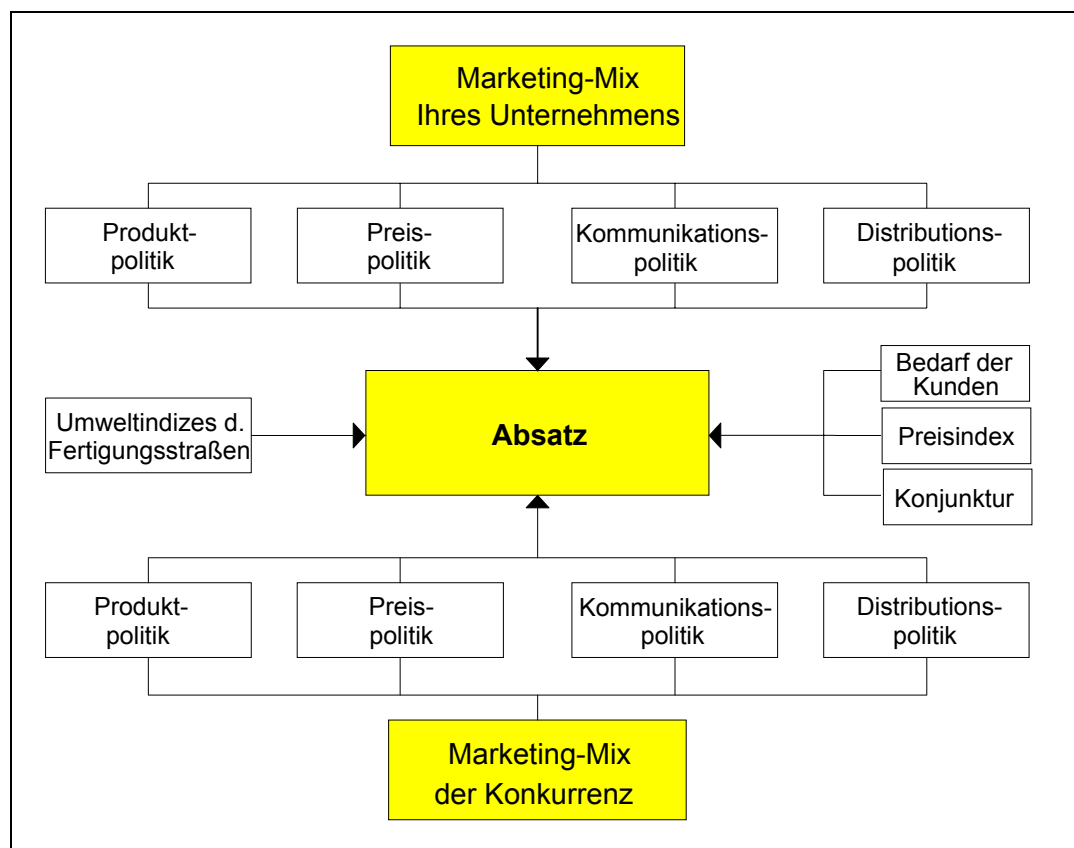 Marketing-Mix
Ihres Unternehmens
Produkt-
politik
Preis-
politik
Kommunikations-
politik
Distributions-
politik
Umweltindizes d.
Fertigungsstraßen
Absatz
Bedarf der
Kunden
Preisindex
Konjunktur
Produkt-
politik
Preis-
politik
Kommunikations-
politik
Distributions-
politik
Marketing-Mix
der Konkurrenz